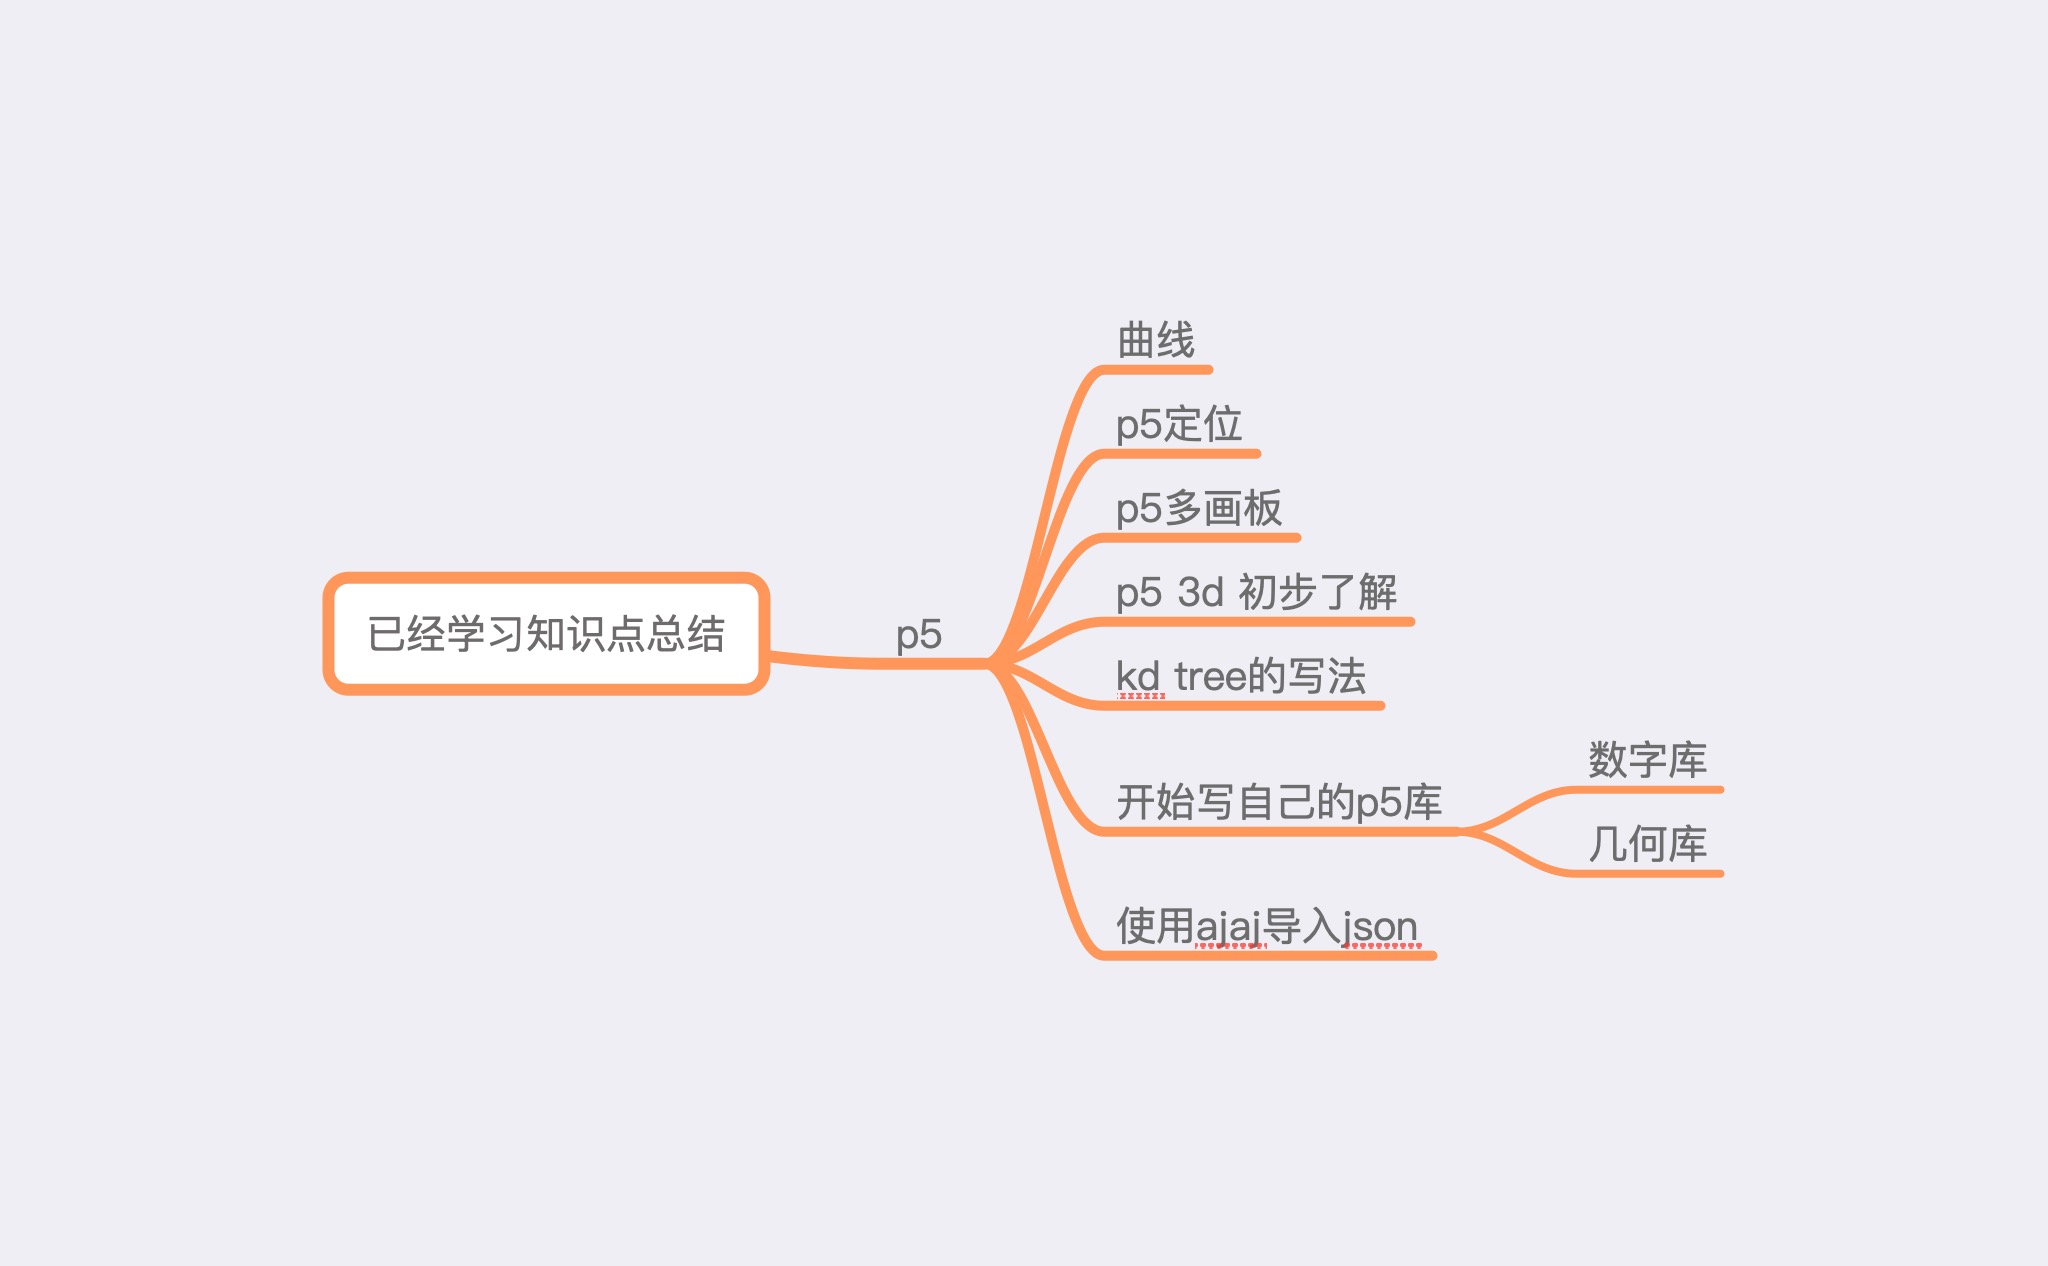 已经学习知识点总结
p5
曲线
p5定位
p5多画板
p5 3d 初步了解
kd tree的写法
开始写自己的p5库
数字库
几何库
使用ajaj导入json